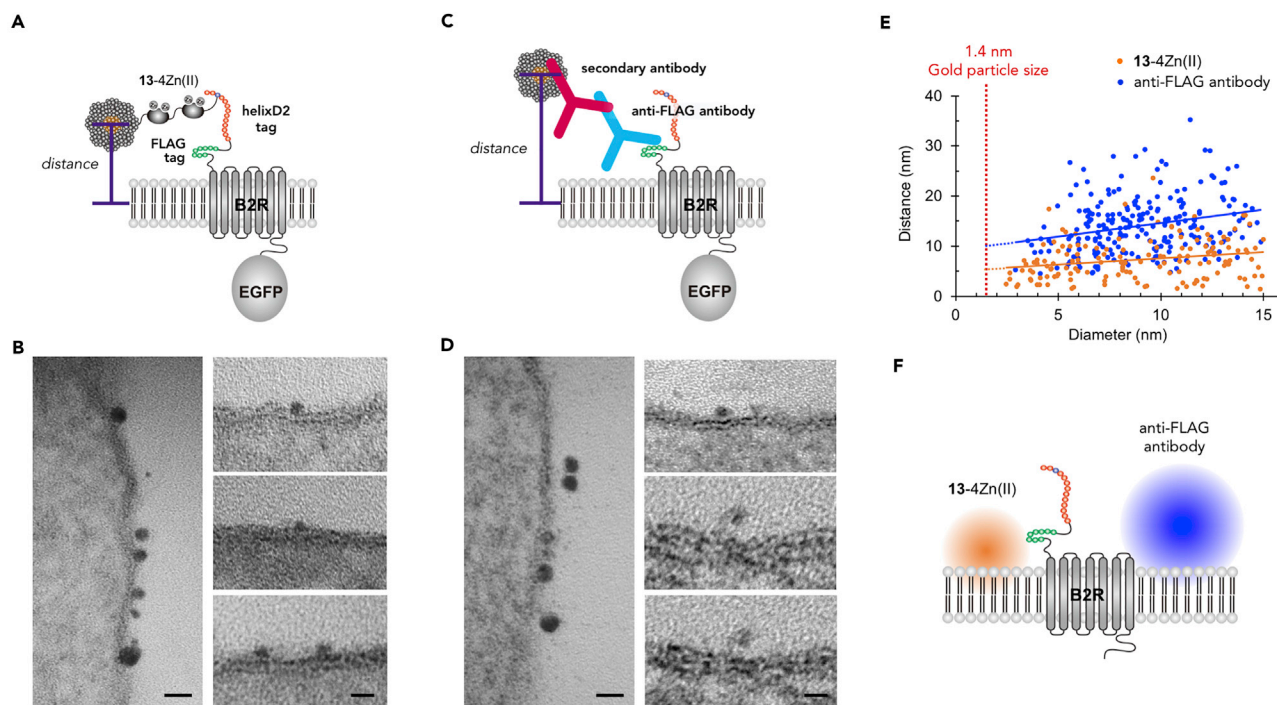 A
13-4Zn(II)
helixD2
tag
FLAG
tag
distance
B2R
EGFP
B
C
secondary antibody
anti-FLAG antibody
distance
B2R
EGFP
D
E
1.4 nm
Gold particle size
13-4Zn(II)
anti-FLAG antibody
Distance (nm)
40
30
20
10
0
0
5
10
15
Diameter (nm)
F
anti-FLAG
antibody
13-4Zn(II)
B2R